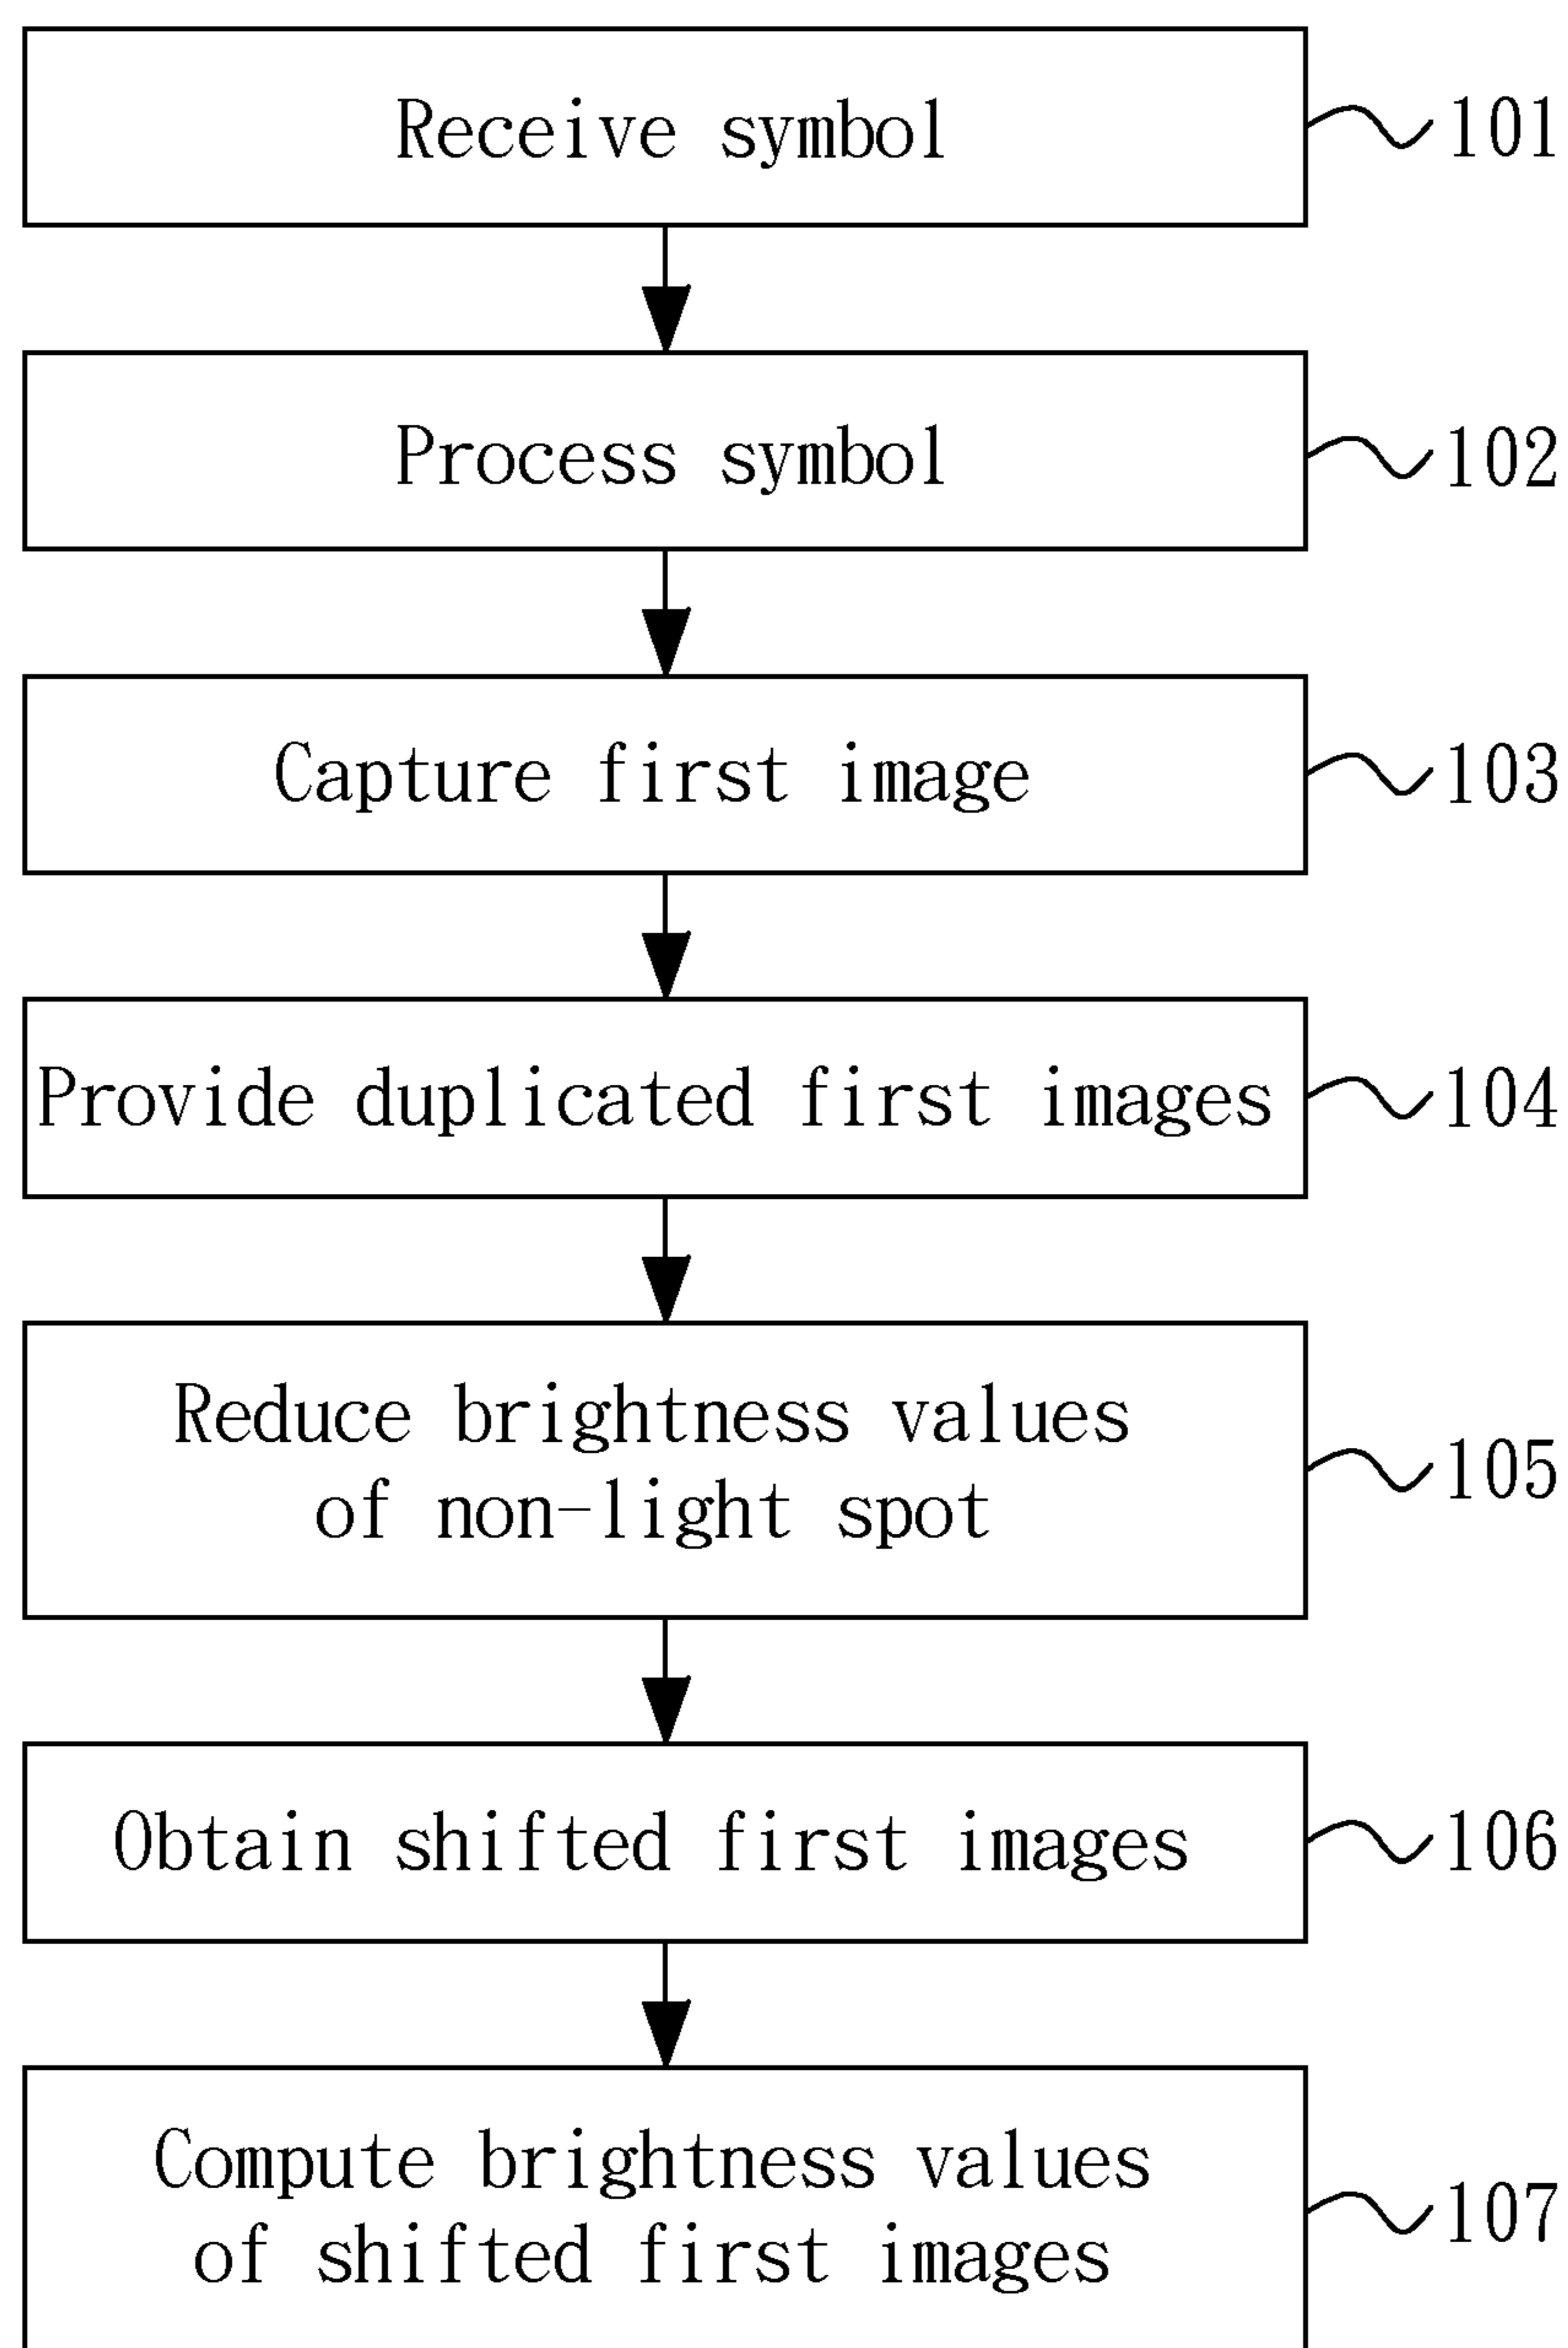 Receive symbol
101
Process symbol
102
Capture first image
103
Provide duplicated first images
104
Reduce brightness values
of non-light spot
105
Obtain shifted first images
106
Compute brightness values
of shifted first images
107